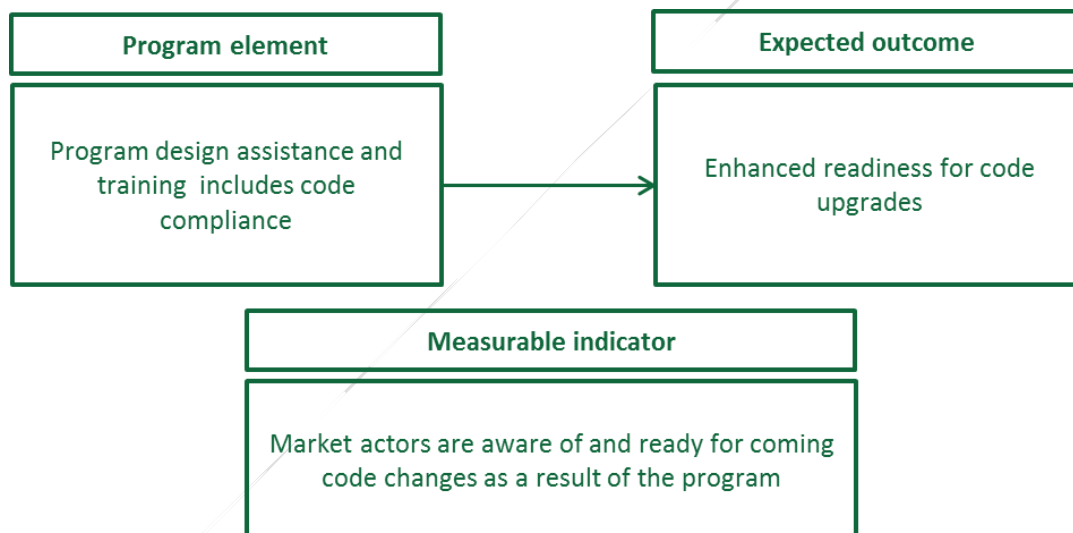 Program element
Program design assistance and
training  includes code
compliance
Expected outcome
Enhanced readiness for code
upgrades
Measurable indicator
Market actors are aware of and ready for coming
code changes as a result of the program